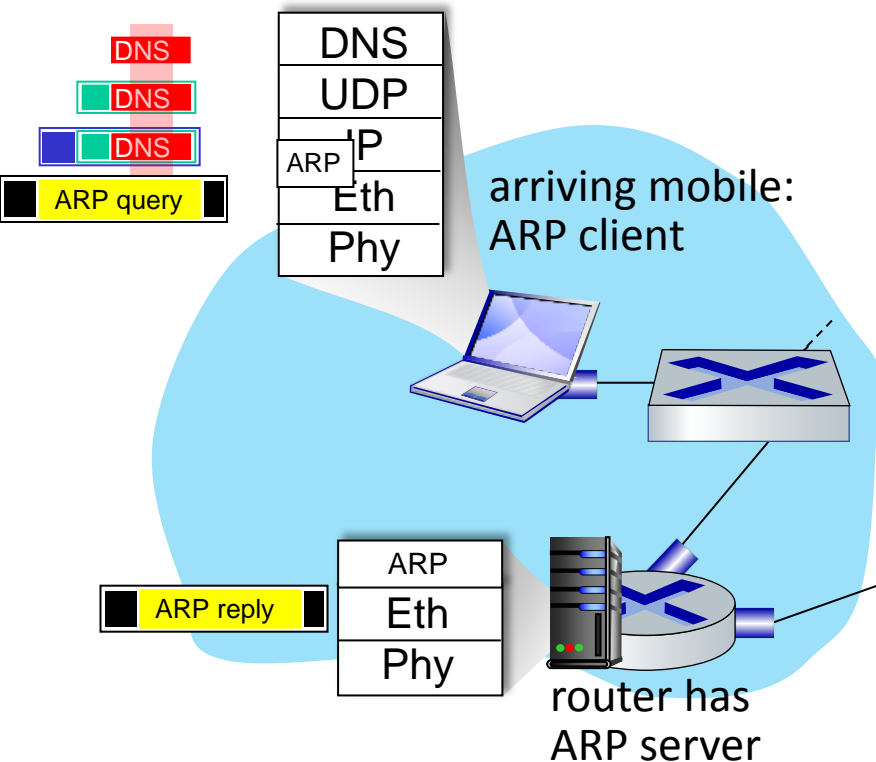 DNS
DNS
DNS
ARP query
DNS
UDP
IP
ARP
Eth
Phy
arriving mobile:
ARP client
ARP reply
ARP
Eth
Phy
router has
ARP server